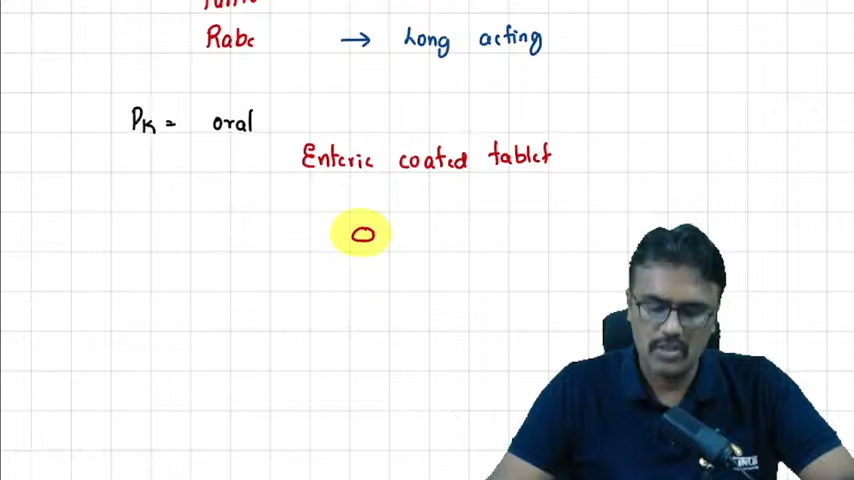 Rabe → Long acting
PK = oral
Enteric coated tablet